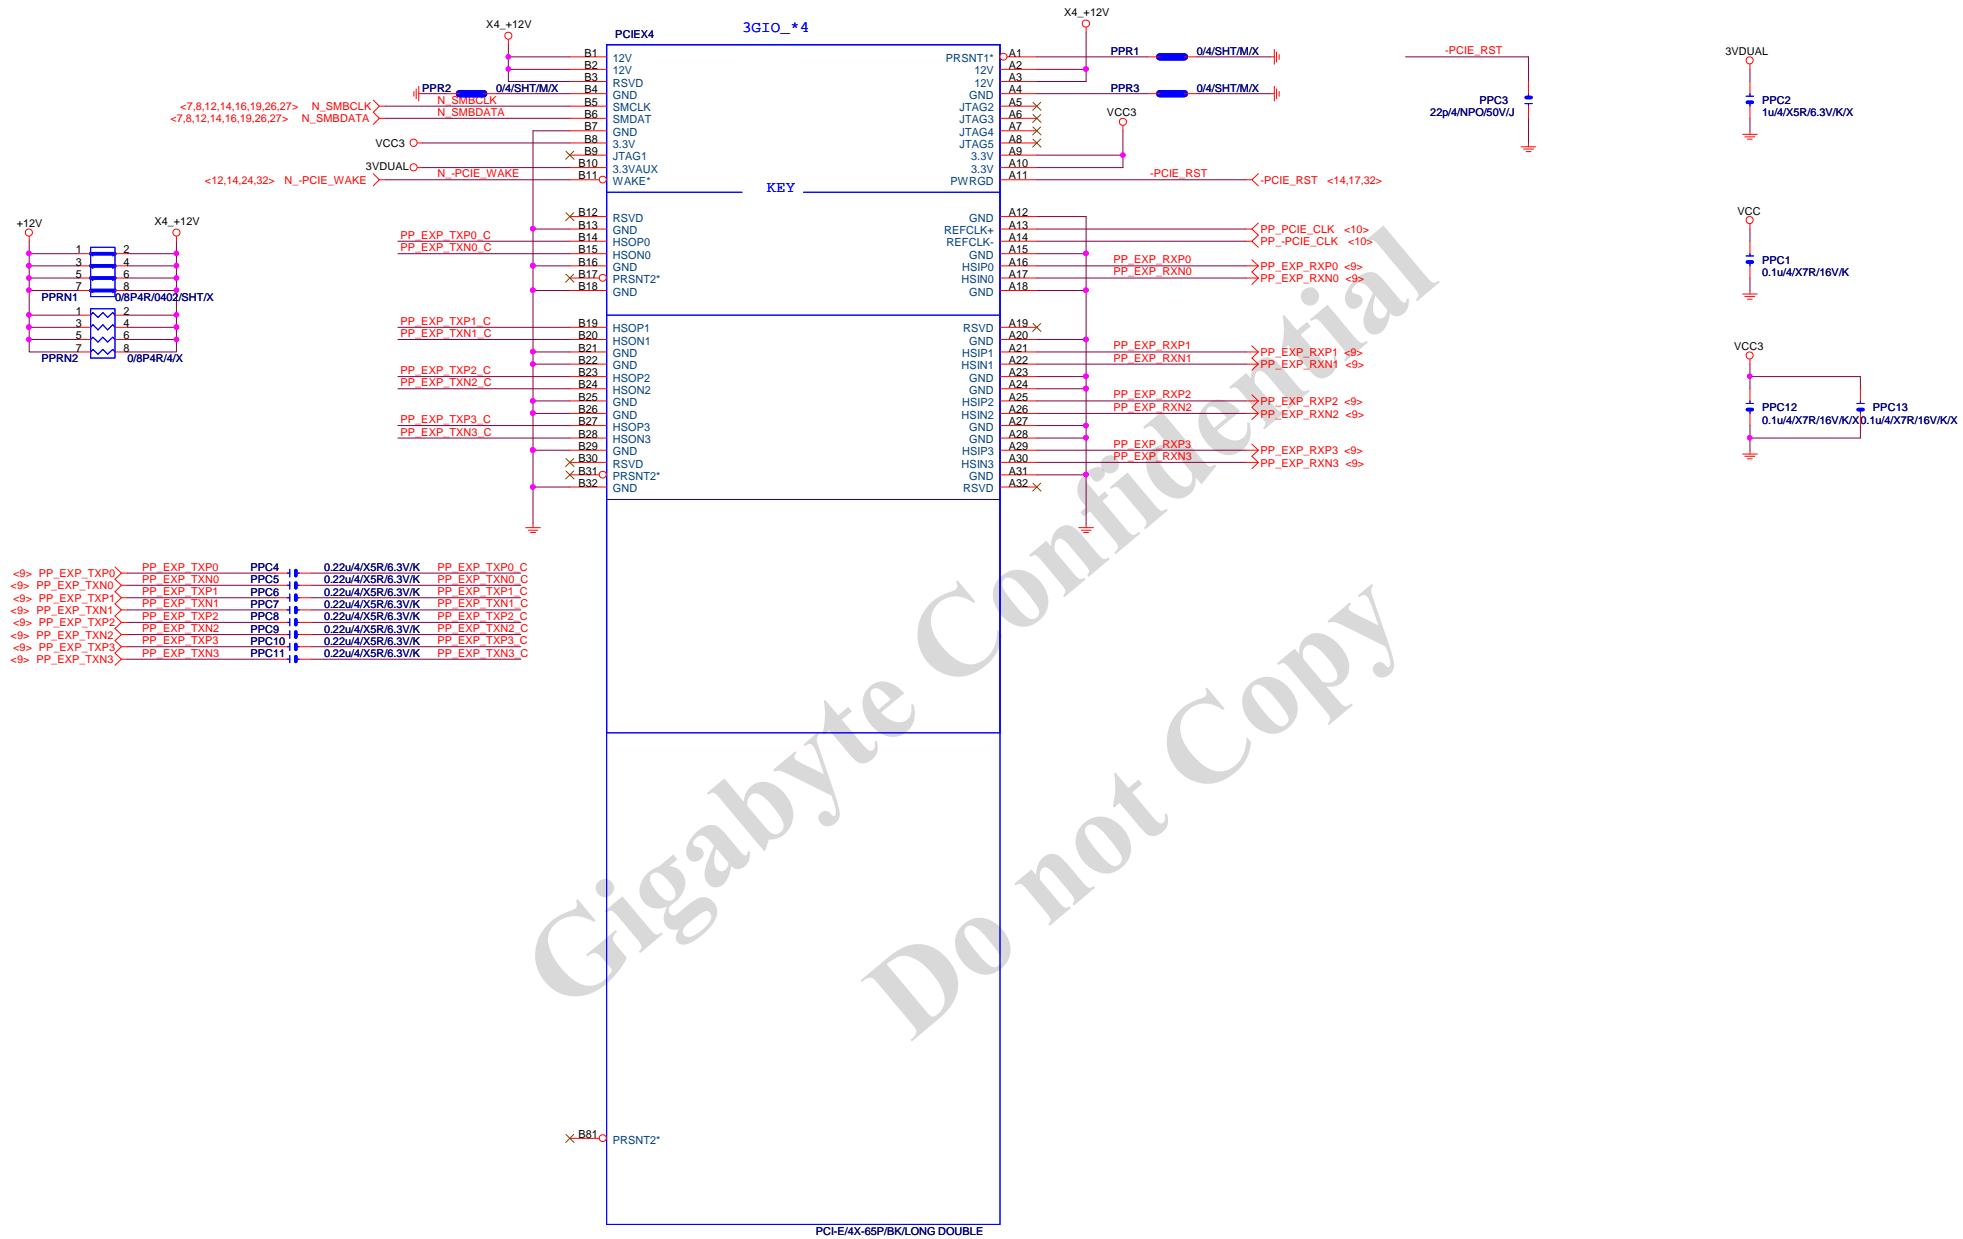 3GIO_*4
PCIEX4
X4_+12V
X4_+12V
B1 12V
B2 12V
B3 RSVD
B4 GND
B5 SMCLK
B6 SMDAT
B7 GND
B8 3.3V
B9 JTAG1
B10 3.3VAUX
B11 WAKE*
PRSNT1* A1
12V A2
12V A3
GND A4
JTAG2 A5
JTAG3 A6
JTAG4 A7
JTAG5 A8
3.3V A9
3.3V A10
PWRGD A11
PPR2 0/4/SHT/M/X
<7,8,12,14,16,19,26,27> N_SMBCLK N_SMBCLK
<7,8,12,14,16,19,26,27> N_SMBDATA N_SMBDATA
VCC3
3VDUAL
<12,14,24,32> N_-PCIE_WAKE N_-PCIE_WAKE
PPR1 0/4/SHT/M/X
PPR3 0/4/SHT/M/X
VCC3
-PCIE_RST -PCIE_RST <14,17,32>
-PCIE_RST
PPC3
22p/4/NPO/50V/J
3VDUAL
PPC2
1u/4/X5R/6.3V/K/X
KEY
B12 RSVD
B13 GND
B14 HSOP0
B15 HSON0
B16 GND
B17 PRSNT2*
B18 GND
GND A12
REFCLK+ A13
REFCLK- A14
GND A15
HSIP0 A16
HSIN0 A17
GND A18
PP_EXP_TXP0_C
PP_EXP_TXN0_C
PP_PCIE_CLK <10>
PP_-PCIE_CLK <10>
PP_EXP_RXP0 PP_EXP_RXP0 <9>
PP_EXP_RXN0 PP_EXP_RXN0 <9>
VCC
PPC1
0.1u/4/X7R/16V/K
+12V X4_+12V
1 2
3 4
5 6
7 8
PPRN1 0/8P4R/0402/SHT/X
1 2
3 4
5 6
7 8
PPRN2 0/8P4R/4/X
B19 HSOP1
B20 HSON1
B21 GND
B22 GND
B23 HSOP2
B24 HSON2
B25 GND
B26 GND
B27 HSOP3
B28 HSON3
B29 GND
B30 RSVD
B31 PRSNT2*
B32 GND
RSVD A19
GND A20
HSIP1 A21
HSIN1 A22
GND A23
GND A24
HSIP2 A25
HSIN2 A26
GND A27
GND A28
HSIP3 A29
HSIN3 A30
GND A31
RSVD A32
PP_EXP_TXP1_C
PP_EXP_TXN1_C
PP_EXP_TXP2_C
PP_EXP_TXN2_C
PP_EXP_TXP3_C
PP_EXP_TXN3_C
PP_EXP_RXP1 PP_EXP_RXP1 <9>
PP_EXP_RXN1 PP_EXP_RXN1 <9>
PP_EXP_RXP2 PP_EXP_RXP2 <9>
PP_EXP_RXN2 PP_EXP_RXN2 <9>
PP_EXP_RXP3 PP_EXP_RXP3 <9>
PP_EXP_RXN3 PP_EXP_RXN3 <9>
VCC3
PPC12
0.1u/4/X7R/16V/K/X
PPC13
0.1u/4/X7R/16V/K/X
<9> PP_EXP_TXP0 PP_EXP_TXP0 PPC4 0.22u/4/X5R/6.3V/K PP_EXP_TXP0_C
<9> PP_EXP_TXN0 PP_EXP_TXN0 PPC5 0.22u/4/X5R/6.3V/K PP_EXP_TXN0_C
<9> PP_EXP_TXP1 PP_EXP_TXP1 PPC6 0.22u/4/X5R/6.3V/K PP_EXP_TXP1_C
<9> PP_EXP_TXN1 PP_EXP_TXN1 PPC7 0.22u/4/X5R/6.3V/K PP_EXP_TXN1_C
<9> PP_EXP_TXP2 PP_EXP_TXP2 PPC8 0.22u/4/X5R/6.3V/K PP_EXP_TXP2_C
<9> PP_EXP_TXN2 PP_EXP_TXN2 PPC9 0.22u/4/X5R/6.3V/K PP_EXP_TXN2_C
<9> PP_EXP_TXP3 PP_EXP_TXP3 PPC10 0.22u/4/X5R/6.3V/K PP_EXP_TXP3_C
<9> PP_EXP_TXN3 PP_EXP_TXN3 PPC11 0.22u/4/X5R/6.3V/K PP_EXP_TXN3_C
Gigabyte Confidential
Do not Copy
B81 PRSNT2*
PCI-E/4X-65P/BK/LONG DOUBLE